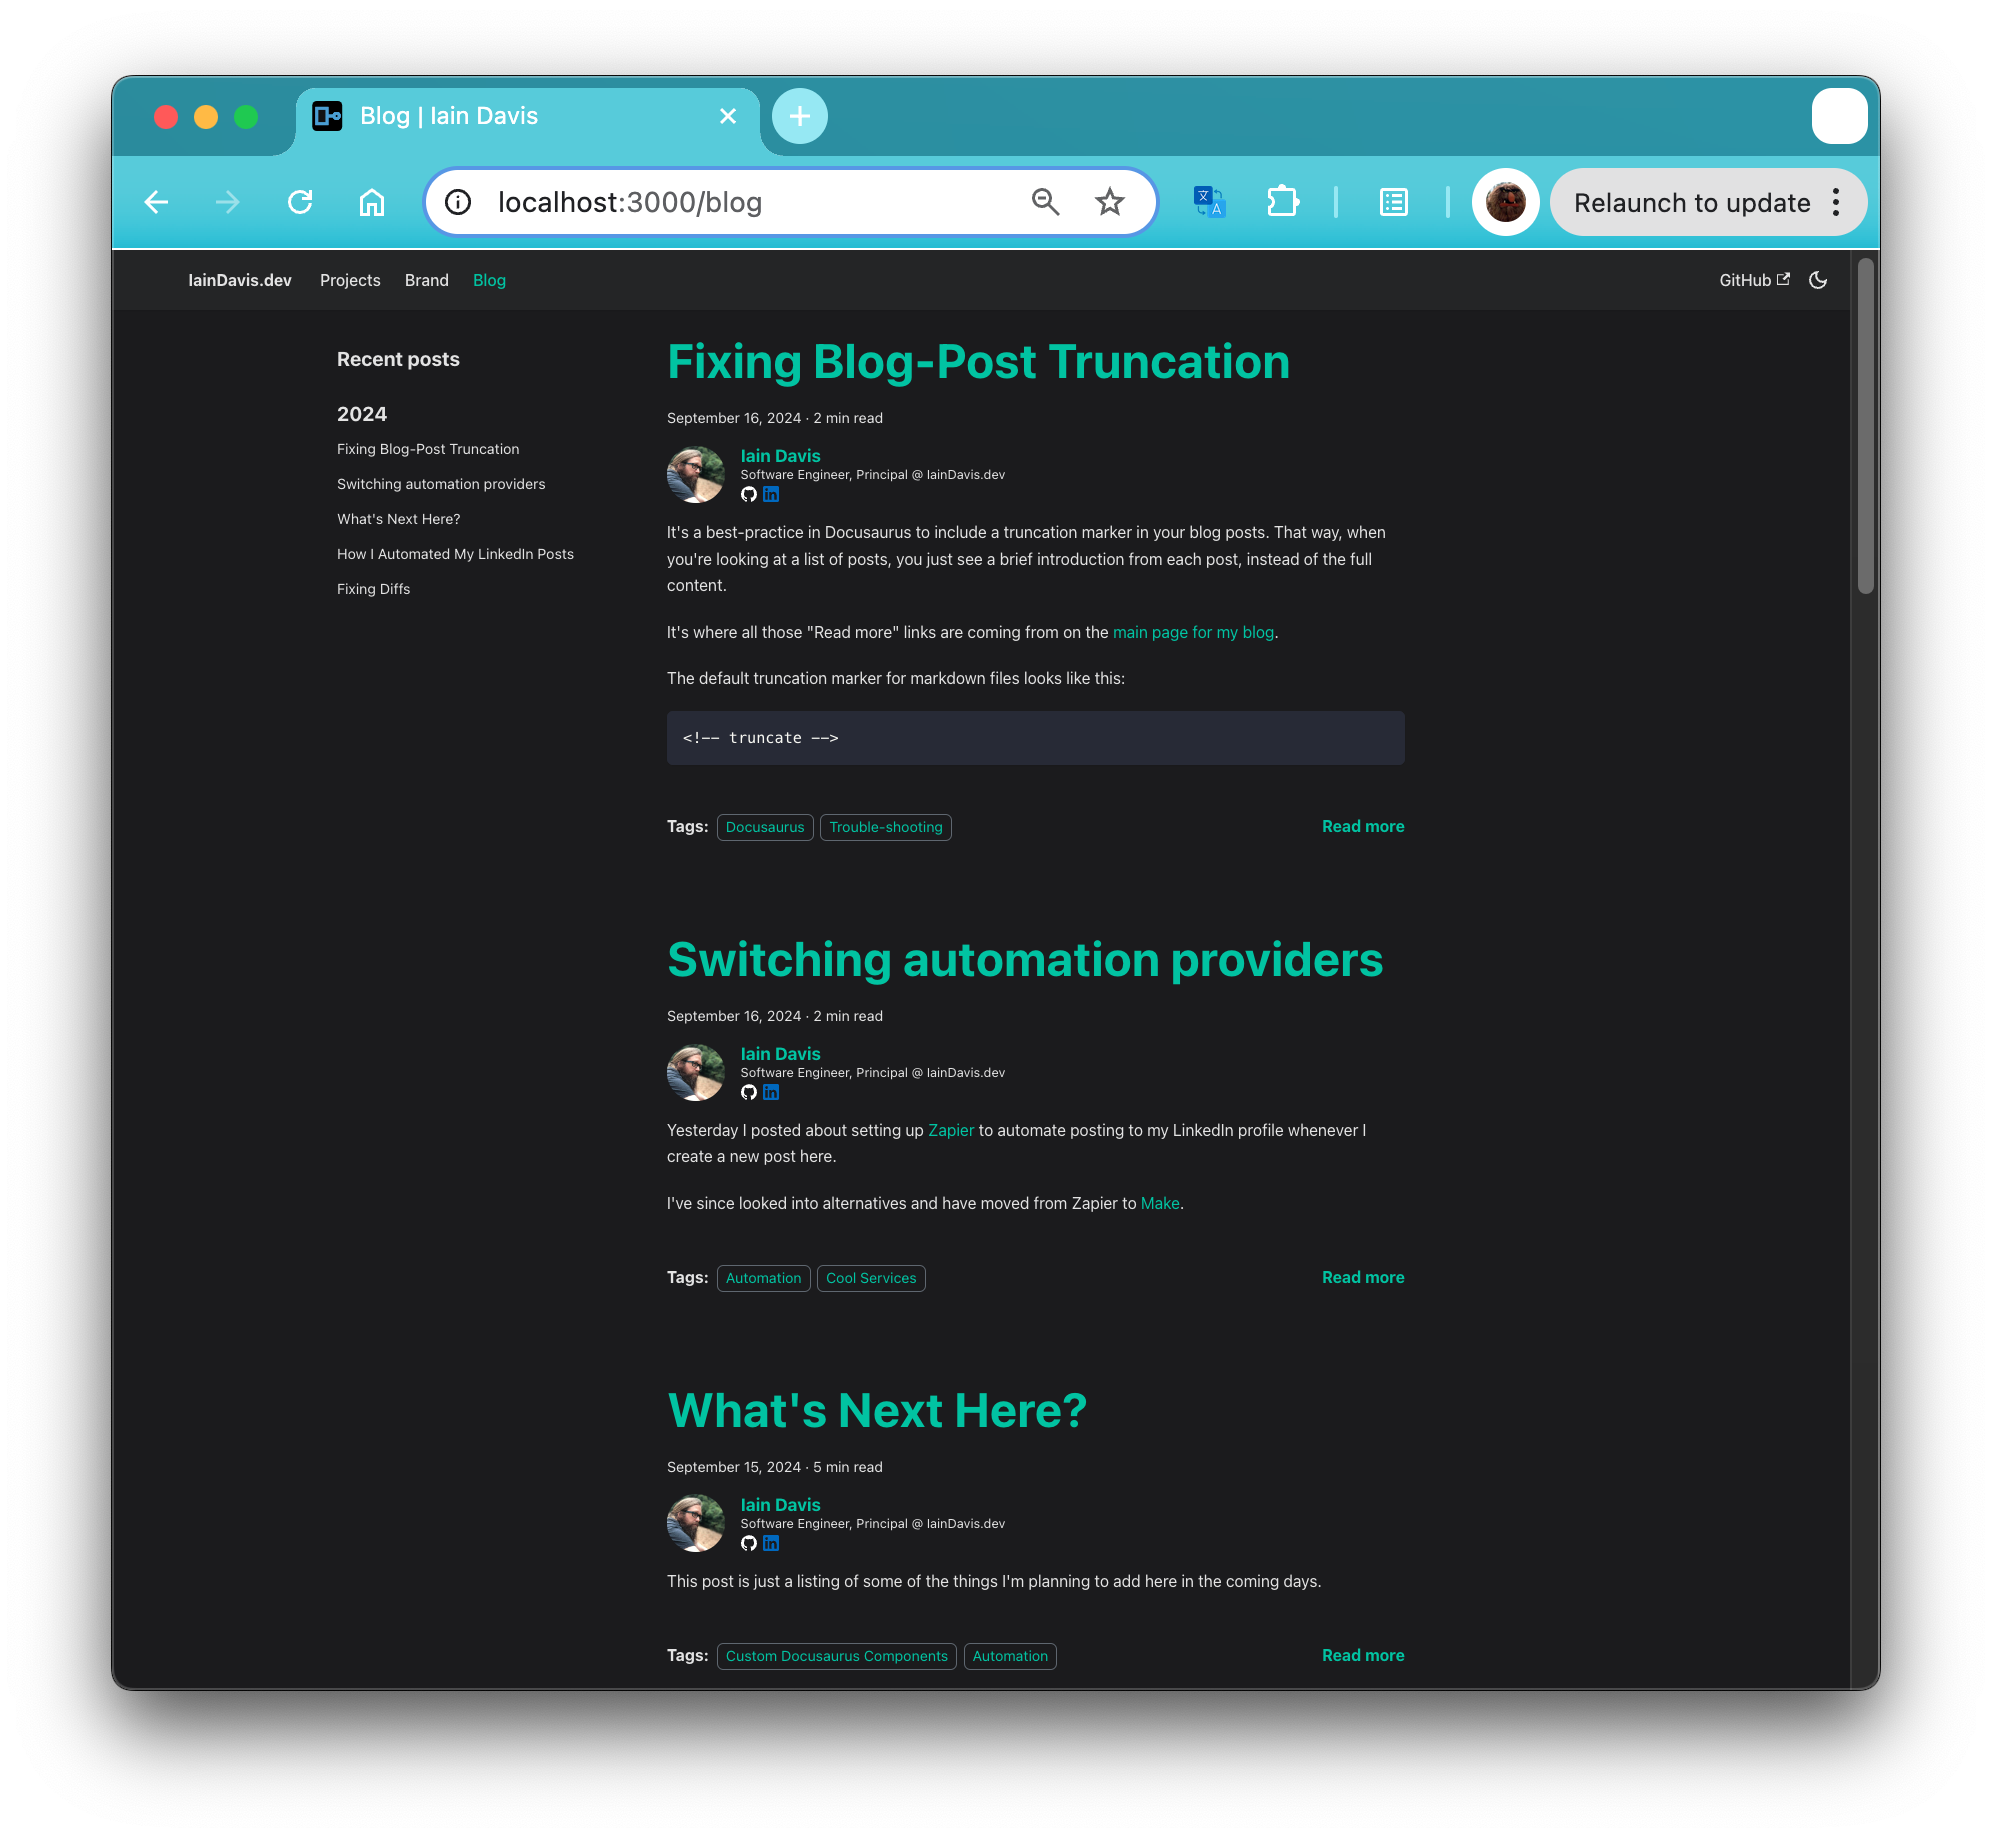 Blog | Iain Davis
localhost:3000/blog
Relaunch to update
IainDavis.dev Projects Brand Blog GitHub
Recent posts
2024
Fixing Blog-Post Truncation
Switching automation providers
What's Next Here?
How I Automated My LinkedIn Posts
Fixing Diffs
Fixing Blog-Post Truncation
September 16, 2024 · 2 min read
Iain Davis
Software Engineer, Principal @ IainDavis.dev
It's a best-practice in Docusaurus to include a truncation marker in your blog posts. That way, when
you're looking at a list of posts, you just see a brief introduction from each post, instead of the full
content.
It's where all those "Read more" links are coming from on the main page for my blog.
The default truncation marker for markdown files looks like this:
<!-- truncate -->
Tags: Docusaurus Trouble-shooting Read more
Switching automation providers
September 16, 2024 · 2 min read
Iain Davis
Software Engineer, Principal @ IainDavis.dev
Yesterday I posted about setting up Zapier to automate posting to my LinkedIn profile whenever I
create a new post here.
I've since looked into alternatives and have moved from Zapier to Make.
Tags: Automation Cool Services Read more
What's Next Here?
September 15, 2024 · 5 min read
Iain Davis
Software Engineer, Principal @ IainDavis.dev
This post is just a listing of some of the things I'm planning to add here in the coming days.
Tags: Custom Docusaurus Components Automation Read more